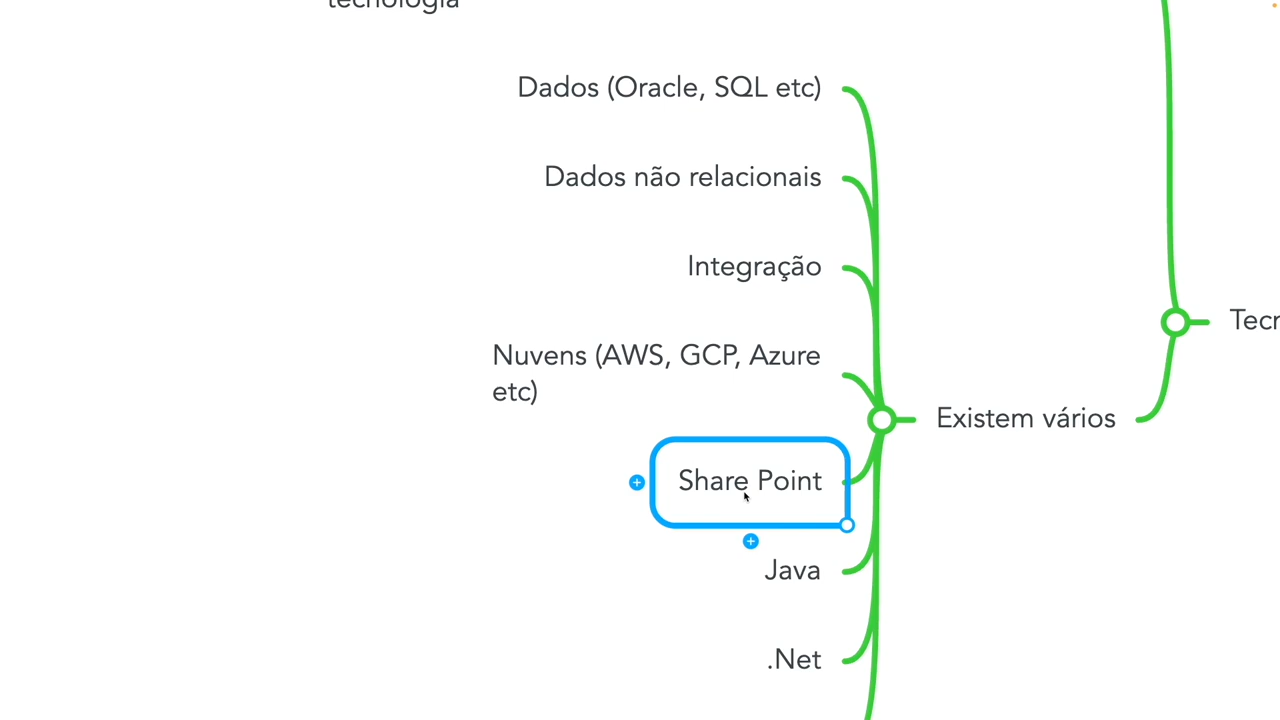 tecnologia
Dados (Oracle, SQL etc)
Dados não relacionais
Integração
Nuvens (AWS, GCP, Azure
etc)
Existem vários
Share Point
Java
.Net